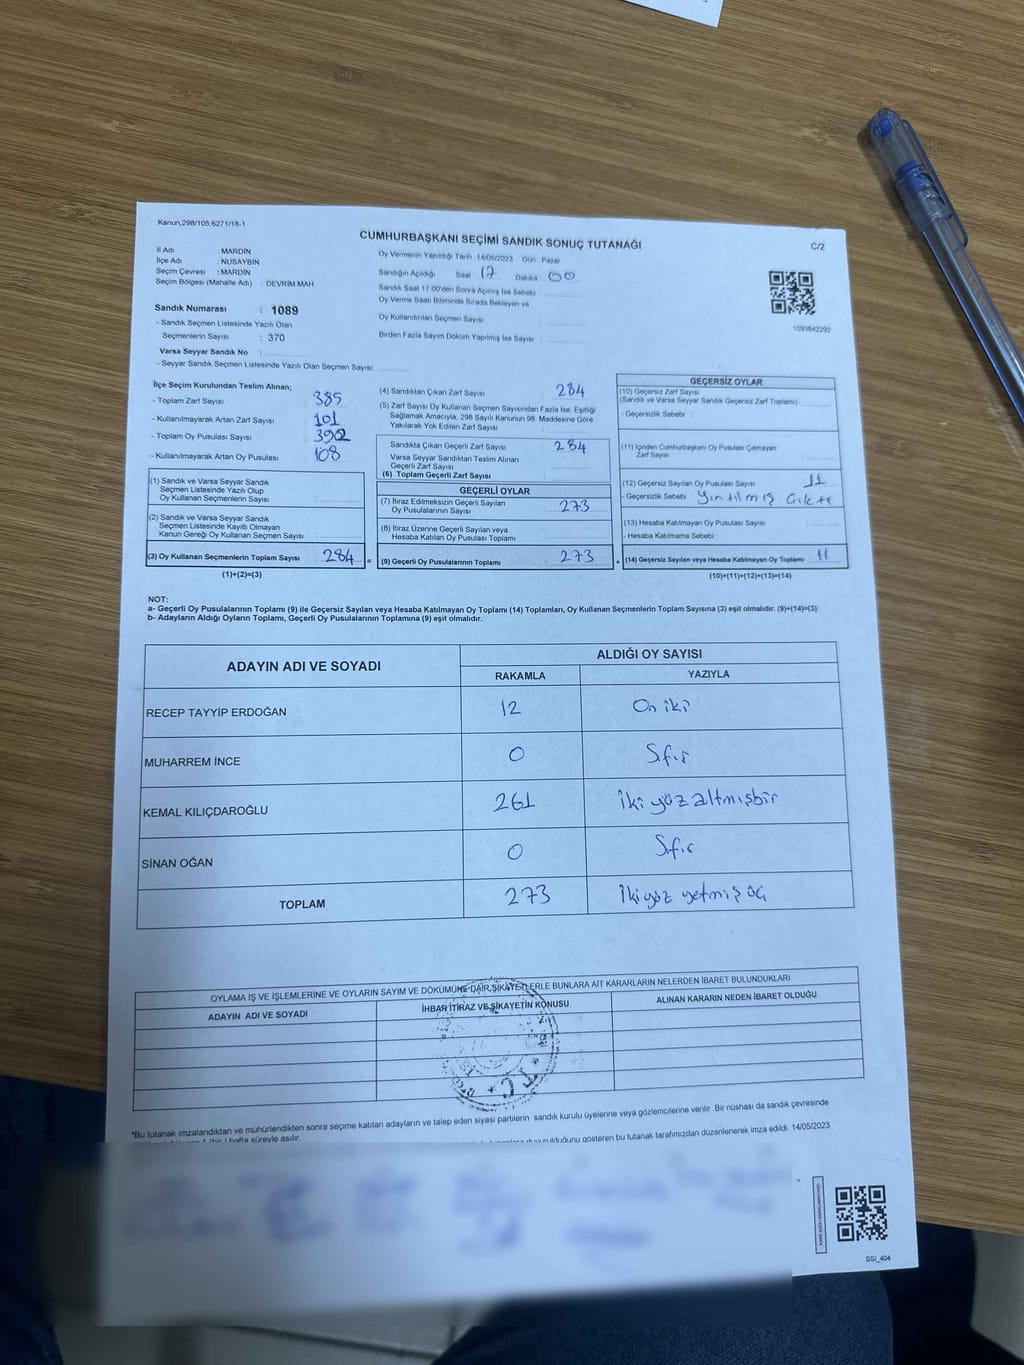 Kanun,298/105,6271/18-1
CUMHURBAŞKANI SEÇİMİ SANDIK SONUÇ TUTANAĞI
C/2
İl Adı : MARDİN
İlçe Adı : NUSAYBİN
Seçim Çevresi : MARDİN
Seçim Bölgesi (Mahalle Adı) : DEVRİM MAH.
Oy Vermenin Yapıldığı Tarih : 14/05/2023 Gün : Pazar
Sandığın Açıldığı Saat 17 Dakika : 00
Sandık Saat 17.00'den Sonra Açımış İse Sebebi :
Oy Verme Saati Bitiminde Sırada Bekleyen ve
Oy Kullandırılan Seçmen Sayısı :
Birden Fazla Sayım Döküm Yapılmış İse Sayısı :
1093842292
Sandık Numarası : 1089
- Sandık Seçmen Listesinde Yazılı Olan
Seçmenlerin Sayısı : 370
Varsa Seyyar Sandık No :
- Seyyar Sandık Seçmen Listesinde Yazılı Olan Seçmen Sayısı:
İlçe Seçim Kurulundan Teslim Alınan;
- Toplam Zarf Sayısı : 385
- Kullanılmayarak Artan Zarf Sayısı : 101
- Toplam Oy Pusulası Sayısı : 392
- Kullanılmayarak Artan Oy Pusulası : 108
(1) Sandık ve Varsa Seyyar Sandık
Seçmen Listesinde Yazılı Olup
Oy Kullanan Seçmenlerin Sayısı :
(2) Sandık ve Varsa Seyyar Sandık
Seçmen Listesinde Kayıtlı Olmayan
Kanun Gereği Oy Kullanan Seçmen Sayısı :
(3) Oy Kullanan Seçmenlerin Toplam Sayısı : 284
(1)+(2)=(3)
(4) Sandıktan Çıkan Zarf Sayısı : 284
(5) Zarf Sayısı Oy Kullanan Seçmen Sayısından Fazla İse, Eşitliği
Sağlamak Amacıyla, 298 Sayılı Kanunun 98. Maddesine Göre
Yakılarak Yok Edilen Zarf Sayısı :
Sandıkta Çıkan Geçerli Zarf Sayısı : 284
Varsa Seyyar Sandıktan Teslim Alınan
Geçerli Zarf Sayısı :
(6) Toplam Geçerli Zarf Sayısı :
GEÇERLİ OYLAR
(7) İtiraz Edilmeksizin Geçerli Sayılan
Oy Pusulalarının Sayısı : 273
(8) İtiraz Üzerine Geçerli Sayılan veya
Hesaba Katılan Oy Pusulası Toplamı :
= (9) Geçerli Oy Pusulalarının Toplamı : 273 +
GEÇERSİZ OYLAR
(10) Geçersiz Zarf Sayısı
(Sandık ve Varsa Seyyar Sandık Geçersiz Zarf Toplamı) :
- Geçersizlik Sebebi :
(11) İçinden Cumhurbaşkanı Oy Pusulası Çıkmayan
Zarf Sayısı :
(12) Geçersiz Sayılan Oy Pusulası Sayısı : 11
- Geçersizlik Sebebi : Yırtılmış Çıktı
(13) Hesaba Katılmayan Oy Pusulası Sayısı :
- Hesaba Katılmama Sebebi :
(14) Geçersiz Sayılan veya Hesaba Katılmayan Oy Toplamı : 11
(10)+(11)+(12)+(13)=(14)
NOT:
a- Geçerli Oy Pusulalarının Toplamı (9) ile Geçersiz Sayılan veya Hesaba Katılmayan Oy Toplamı (14) Toplamları, Oy Kullanan Seçmenlerin Toplam Sayısına (3) eşit olmalıdır. (9)+(14)=(3)
b- Adayların Aldığı Oyların Toplamı, Geçerli Oy Pusulalarının Toplamına (9) eşit olmalıdır.
ADAYIN ADI VE SOYADI
ALDIĞI OY SAYISI
RAKAMLA YAZIYLA
RECEP TAYYİP ERDOĞAN 12 On iki
MUHARREM İNCE 0 Sıfır
KEMAL KILIÇDAROĞLU 261 İki yüz altmışbir
SİNAN OĞAN 0 Sıfır
TOPLAM 273 İki yüz yetmiş üç
OYLAMA İŞ VE İŞLEMLERİNE VE OYLARIN SAYIM VE DÖKÜMÜNE DAİR ŞİKAYETLERLE BUNLARA AİT KARARLARIN NELERDEN İBARET BULUNDUKLARI
ADAYIN ADI VE SOYADI İHBAR İTİRAZ VE ŞİKAYETİN KONUSU ALINAN KARARIN NEDEN İBARET OLDUĞU
T.C.
*Bu tutanak imzalandıktan ve mühürlendikten sonra seçime katılan adayların ve talep eden siyasi partilerin sandık kurulu üyelerine veya gözlemcilerine verilir. Bir nüshası da sandık çevresinde
1 (bir) hafta süreyle asılır. duyurulduğunu gösteren bu tutanak tarafımızdan düzenlenerek imza edildi. 14/05/2023
SSI_404